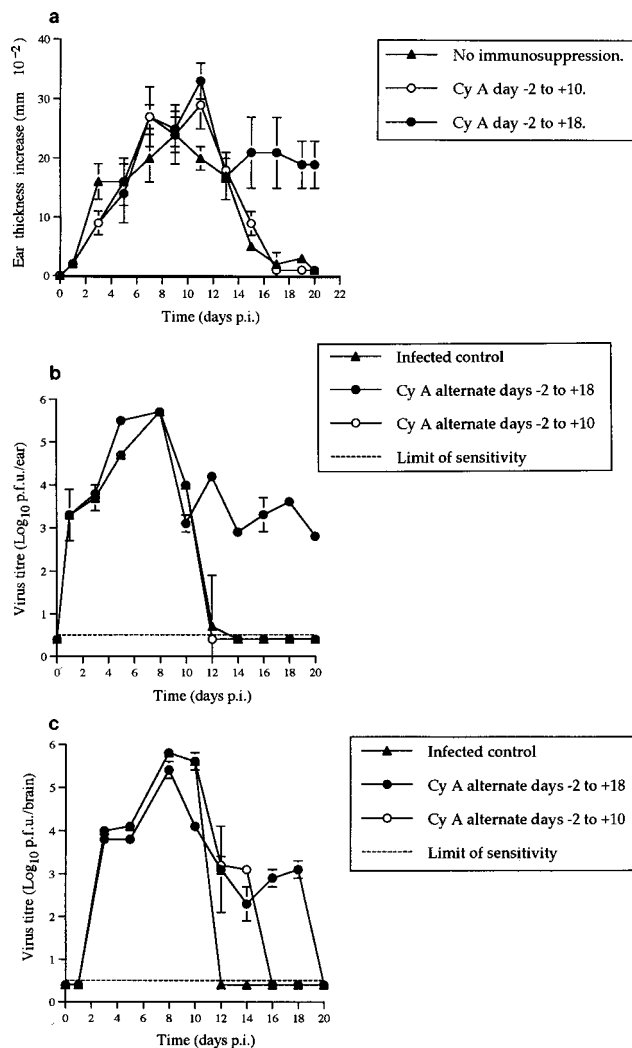 a
Ear thickness increase (mm 10-2)
40
30
20
10
0
0 2 4 6 8 10 12 14 16 18 20 22
Time (days p.i.)
No immunosuppression.
Cy A day -2 to +10.
Cy A day -2 to +18.
b
Virus titre (Log10 p.f.u./ear)
6
5
4
3
2
1
0
0 2 4 6 8 10 12 14 16 18 20
Time (days p.i.)
Infected control
Cy A alternate days -2 to +18
Cy A alternate days -2 to +10
Limit of sensitivity
c
Virus titre (Log10 p.f.u./brain)
6
5
4
3
2
1
0
0 2 4 6 8 10 12 14 16 18 20
Time (days p.i.)
Infected control
Cy A alternate days -2 to +18
Cy A alternate days -2 to +10
Limit of sensitivity